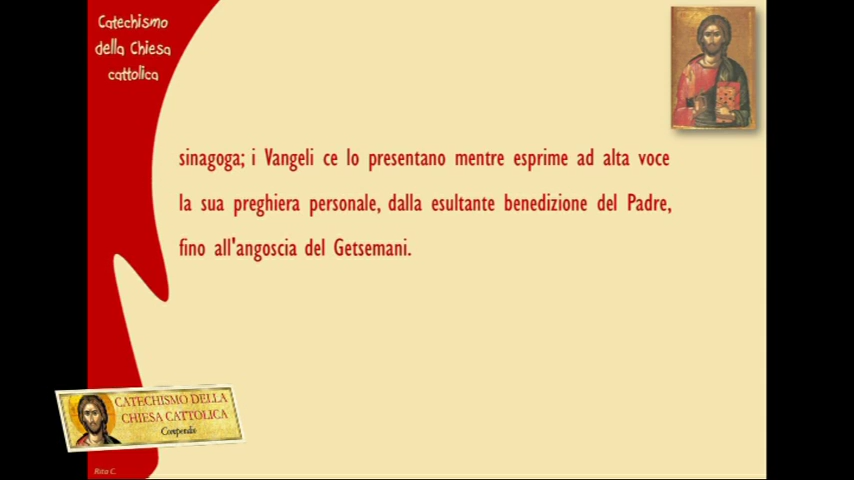 Catechismo
della Chiesa
cattolica
sinagoga; i Vangeli ce lo presentano mentre esprime ad alta voce
la sua preghiera personale, dalla esultante benedizione del Padre,
fino all'angoscia del Getsemani.
CATECHISMO DELLA
CHIESA CATTOLICA
Compendio
Rita C.